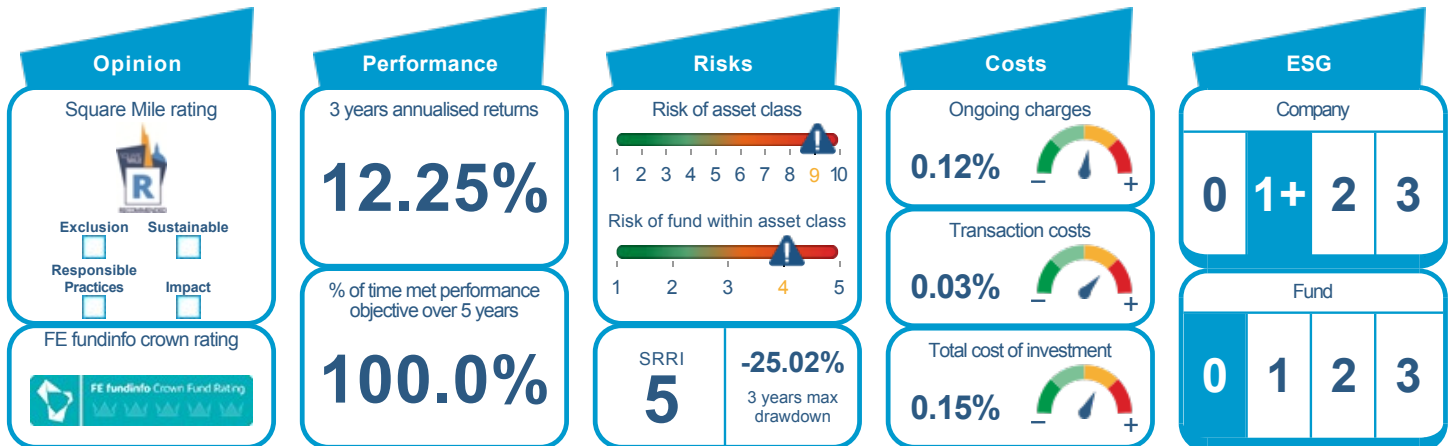 Opinion
Square Mile rating
R
RECOMMENDED
Exclusion
Sustainable
Responsible
Practices
Impact
FE fundinfo crown rating
FE fundinfo Crown Fund Rating
Performance
3 years annualised returns
12.25%
% of time met performance
objective over 5 years
100.0%
Risks
Risk of asset class
1 2 3 4 5 6 7 8 9 10
Risk of fund within asset class
1 2 3 4 5
SRRI
5
-25.02%
3 years max
drawdown
Costs
Ongoing charges
0.12%
− +
Transaction costs
0.03%
− +
Total cost of investment
0.15%
− +
ESG
Company
0 1+ 2 3
Fund
0 1 2 3